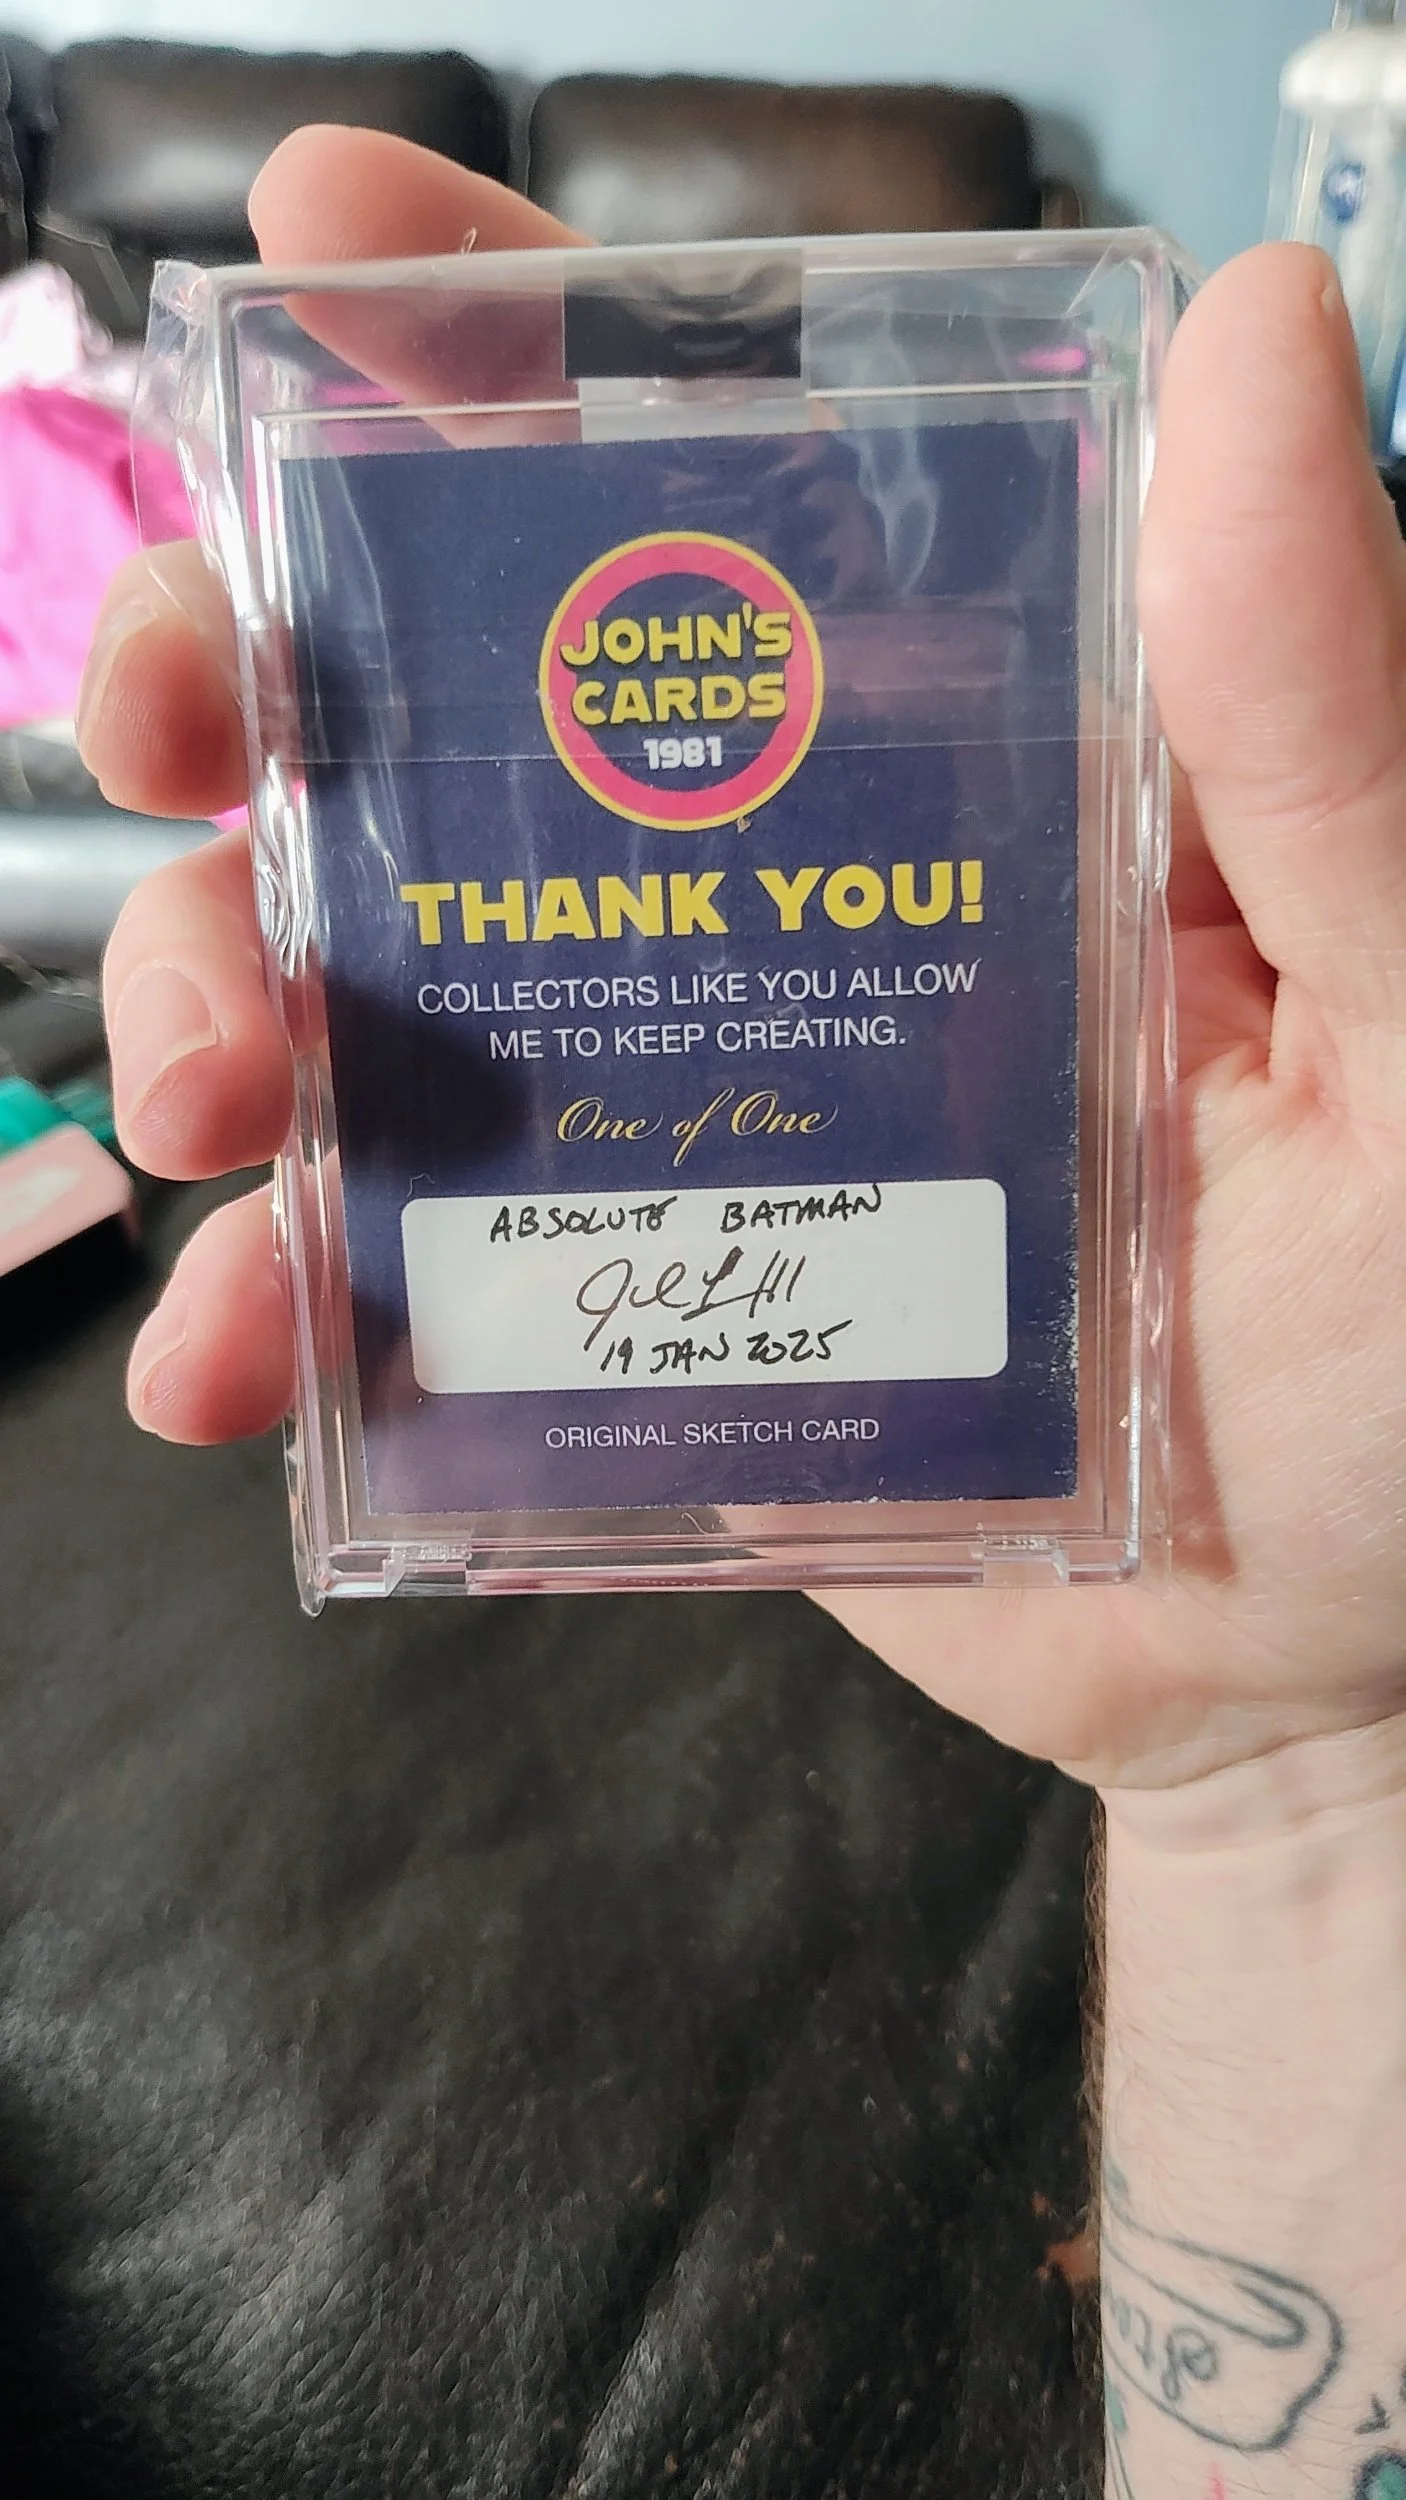 JOHN'S
CARDS
1981
THANK YOU!
COLLECTORS LIKE YOU ALLOW
ME TO KEEP CREATING.
One of One
ABSOLUTE BATMAN
19 JAN 2025
ORIGINAL SKETCH CARD